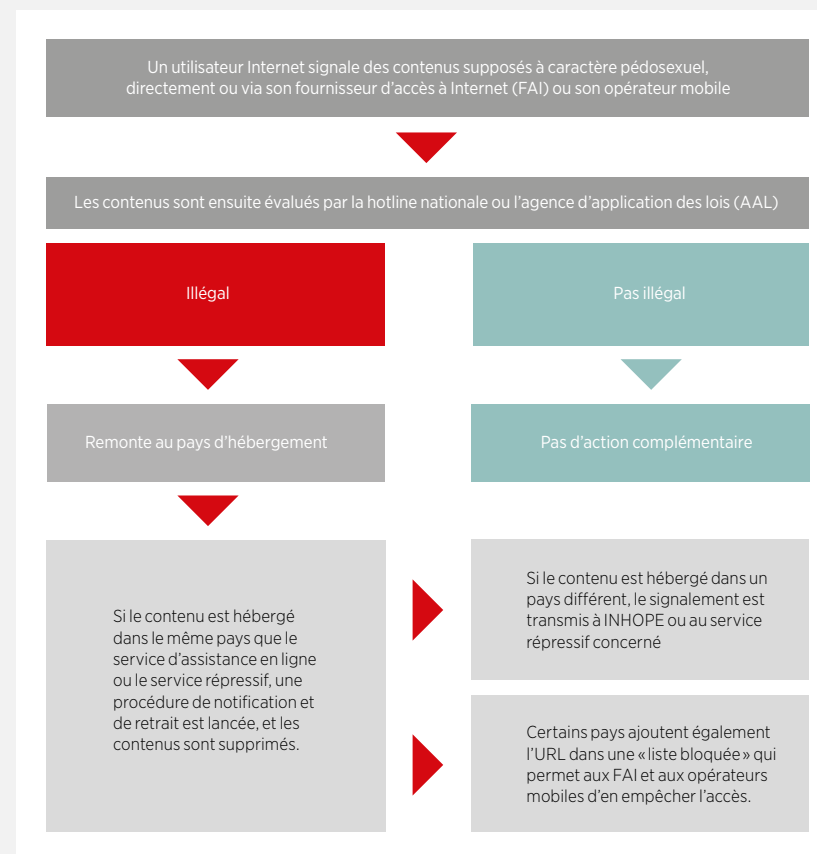 Un utilisateur Internet signale des contenus supposés à caractère pédosexuel,
directement ou via son fournisseur d'accès à Internet (FAI) ou son opérateur mobile
Les contenus sont ensuite évalués par la hotline nationale ou l'agence d'application des lois (AAL)
Illégal
Pas illégal
Remonte au pays d'hébergement
Pas d'action complémentaire
Si le contenu est hébergé
dans le même pays que le
service d'assistance en ligne
ou le service répressif, une
procédure de notification et
de retrait est lancée, et les
contenus sont supprimés.
Si le contenu est hébergé dans un
pays différent, le signalement est
transmis à INHOPE ou au service
répressif concerné
Certains pays ajoutent également
l'URL dans une « liste bloquée » qui
permet aux FAI et aux opérateurs
mobiles d'en empêcher l'accès.